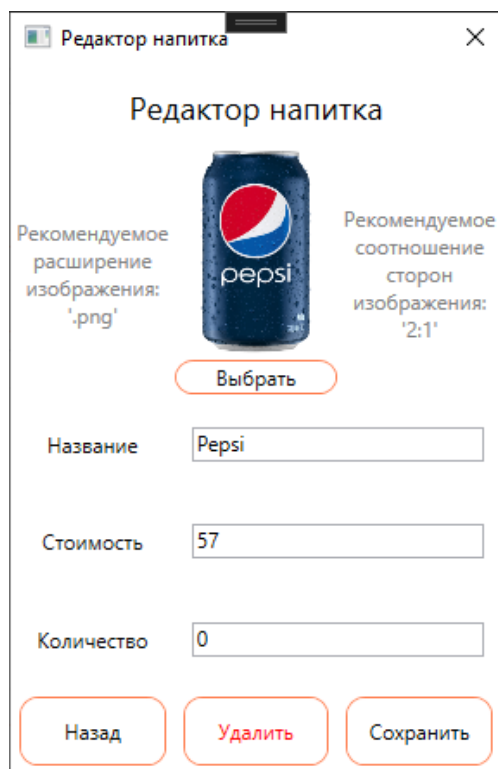 Редактор напитка
Редактор напитка
Рекомендуемое
расширение
изображения:
'.png'
pepsi
Рекомендуемое
соотношение
сторон
изображения:
'2:1'
Выбрать
Название
Pepsi
Стоимость
57
Количество
0
Назад
Удалить
Сохранить